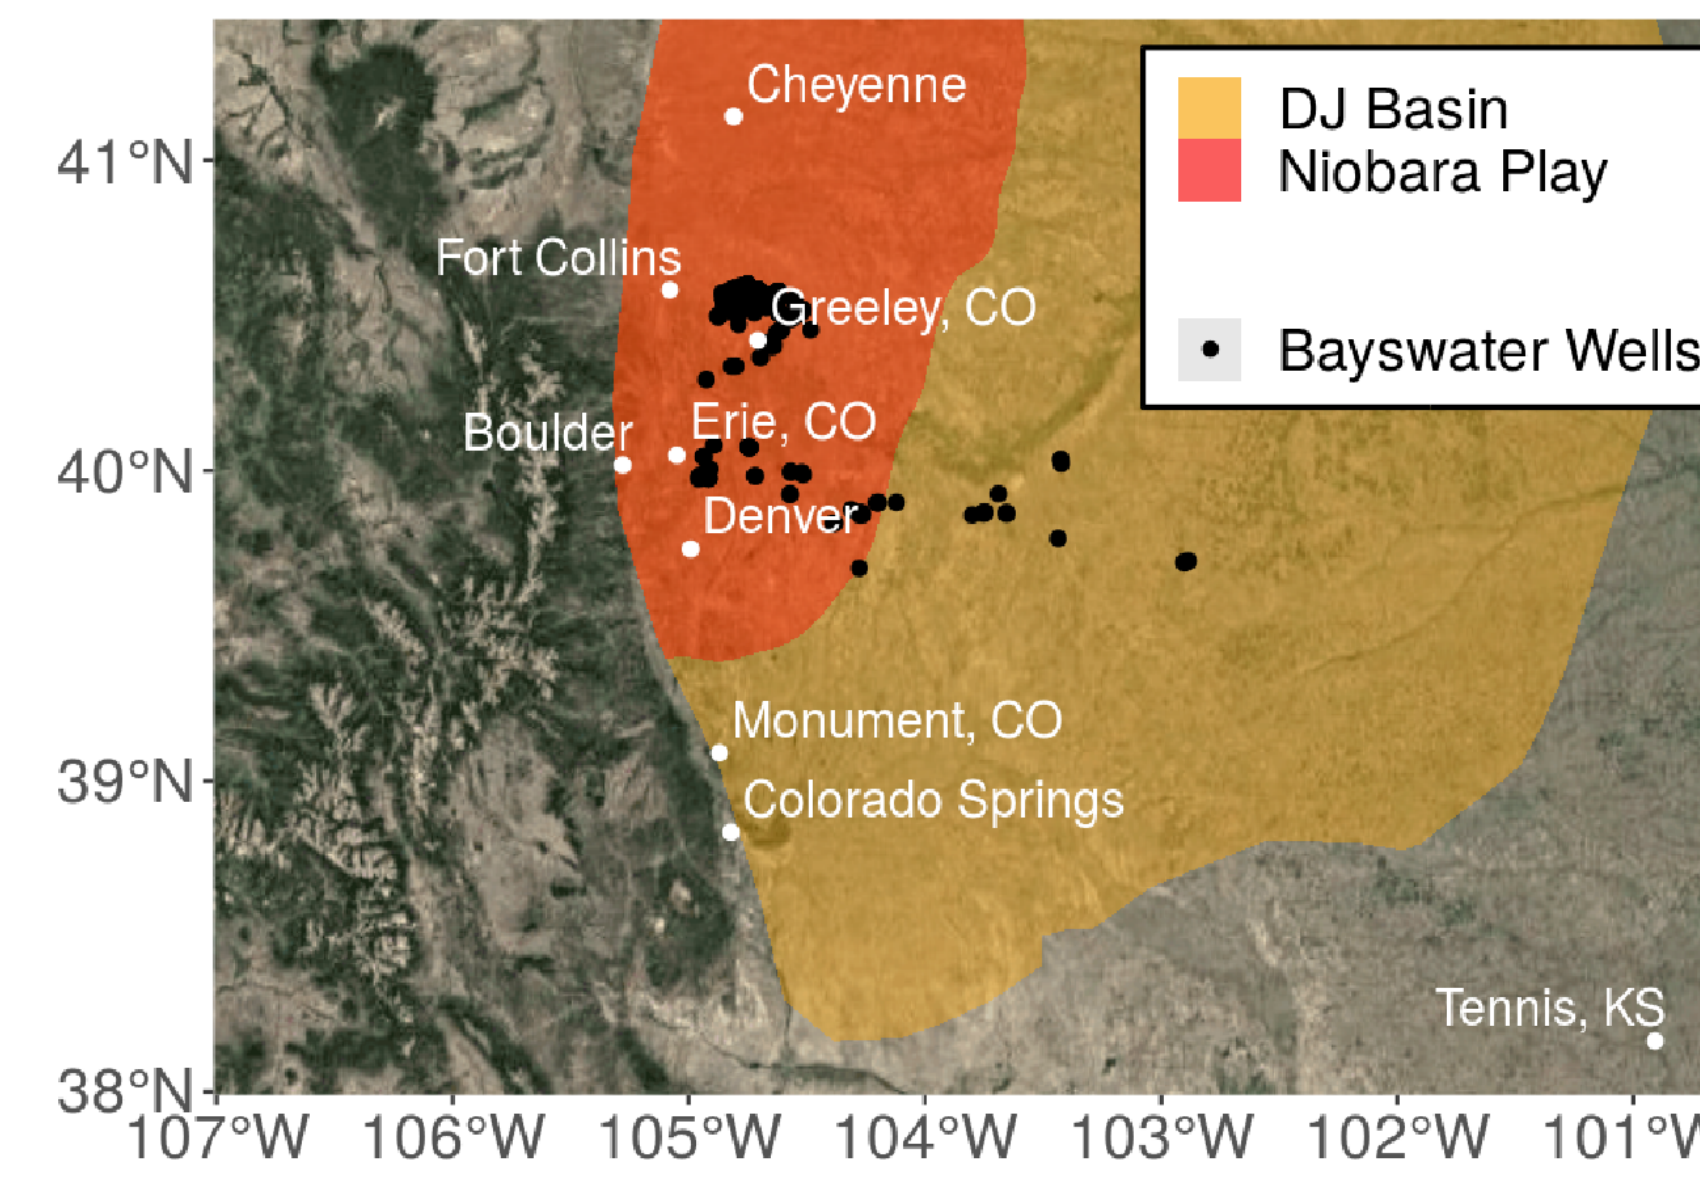 Cheyenne
DJ Basin
Niobara Play
41°N
Fort Collins
Greeley, CO
Bayswater Wells
Boulder
Erie, CO
40°N
Denver
Monument, CO
39°N
Colorado Springs
Tennis, KS
38°N
107°W 106°W 105°W 104°W 103°W 102°W 101°W